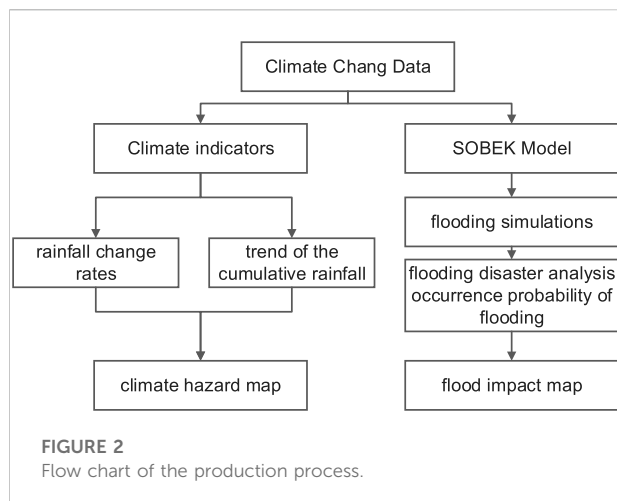 Climate Chang Data
Climate indicators
SOBEK Model
rainfall change
rates
trend of the
cumulative rainfall
flooding simulations
flooding disaster analysis
occurrence probability of
flooding
climate hazard map
flood impact map
FIGURE 2
Flow chart of the production process.